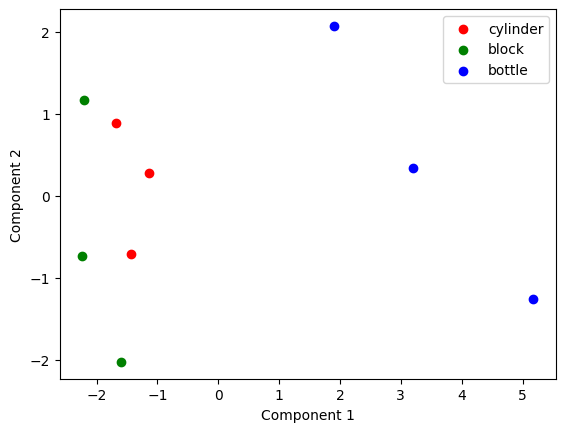 cylinder
block
bottle
2
1
0
−1
−2
Component 2
−2 −1 0 1 2 3 4 5
Component 1